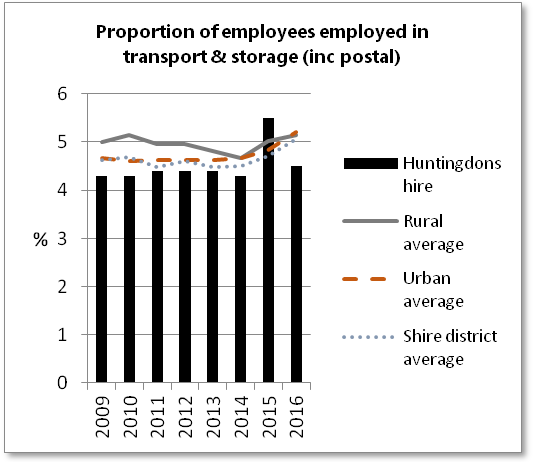 Proportion of employees employed in
transport & storage (inc postal)
6
5
4
3
2
1
0
%
2009
2010
2011
2012
2013
2014
2015
2016
Huntingdons
hire
Rural
average
Urban
average
Shire district
average